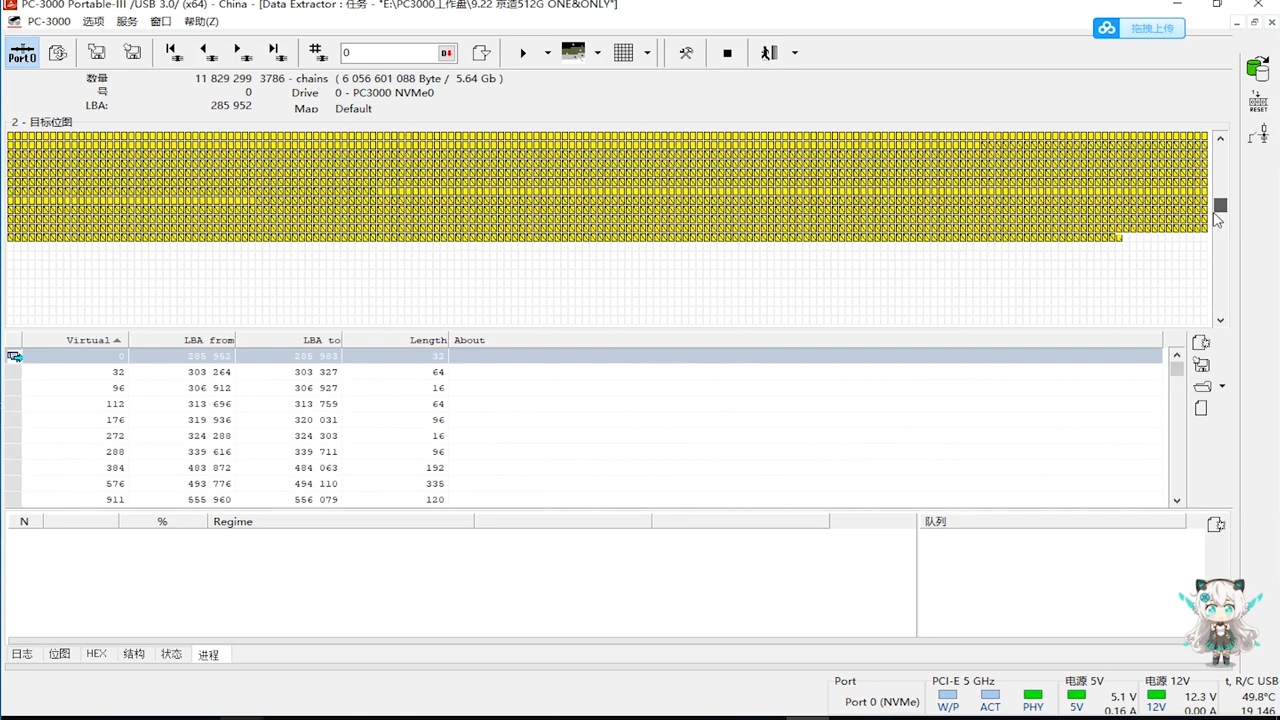 PC-3000 Portable-III /USB 3.0/ (x64) - China - [Data Extractor : 任务 - "E:\PC3000工作盘\9.22 京造512G ONE&ONLY"]
PC-3000 选项 服务 窗口 帮助(Z)
拖拽上传
Port0
0
RESET
数量 11 829 299 3786 - chains ( 6 056 601 088 Byte / 5.64 Gb )
号 0 Drive 0 - PC3000 NVMe0
LBA: 285 952 Map Default
2 - 目标位图
Virtual LBA from LBA to Length About
0 285 952 285 983 32
32 303 264 303 327 64
96 306 912 306 927 16
112 313 696 313 759 64
176 319 936 320 031 96
272 324 288 324 303 16
288 339 616 339 711 96
384 483 872 484 063 192
576 493 776 494 110 335
911 555 960 556 079 120
N % Regime 队列
日志 位图 HEX 结构 状态 进程
Port PCI-E 5 GHz 电源 5V 电源 12V t, R/C USB
Port 0 (NVMe) W/P ACT PHY 5V 5.1 V 12V 12.3 V 49.8°C
0.16 A 0.00 A 19 146